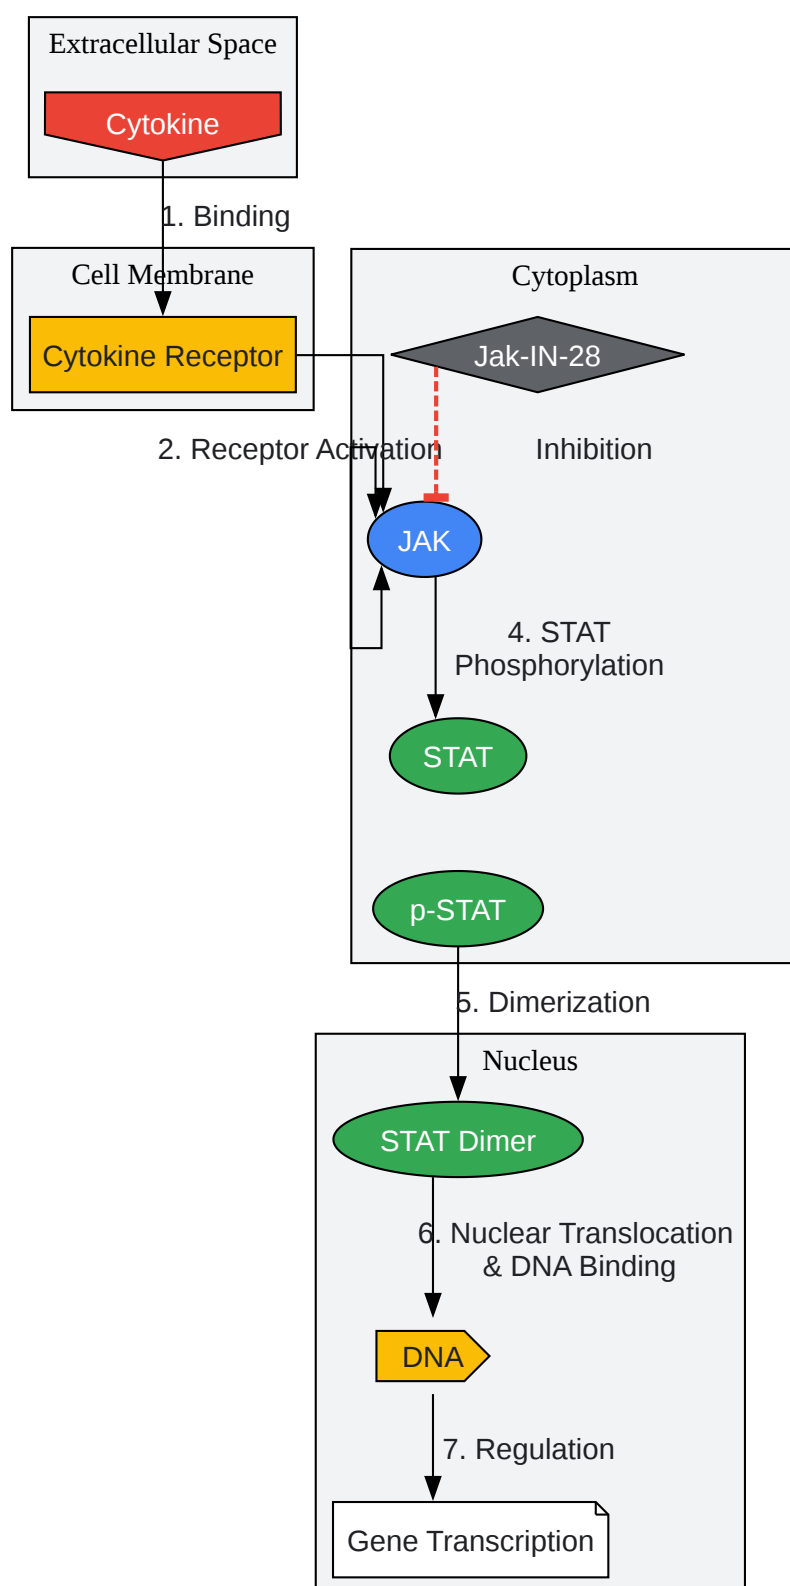 Extracellular Space
Cytokine
1. Binding
Cell Membrane
Cytokine Receptor
Cytoplasm
Jak-IN-28
2. Receptor Activation
Inhibition
JAK
4. STAT
Phosphorylation
STAT
p-STAT
5. Dimerization
Nucleus
STAT Dimer
6. Nuclear Translocation
& DNA Binding
DNA
7. Regulation
Gene Transcription